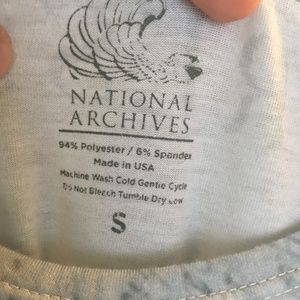 NATIONAL
ARCHIVES
94% Polyester / 6% Spandex
Made in USA
Machine Wash Cold Gentle Cycle
Do Not Bleach Tumble Dry Low
S